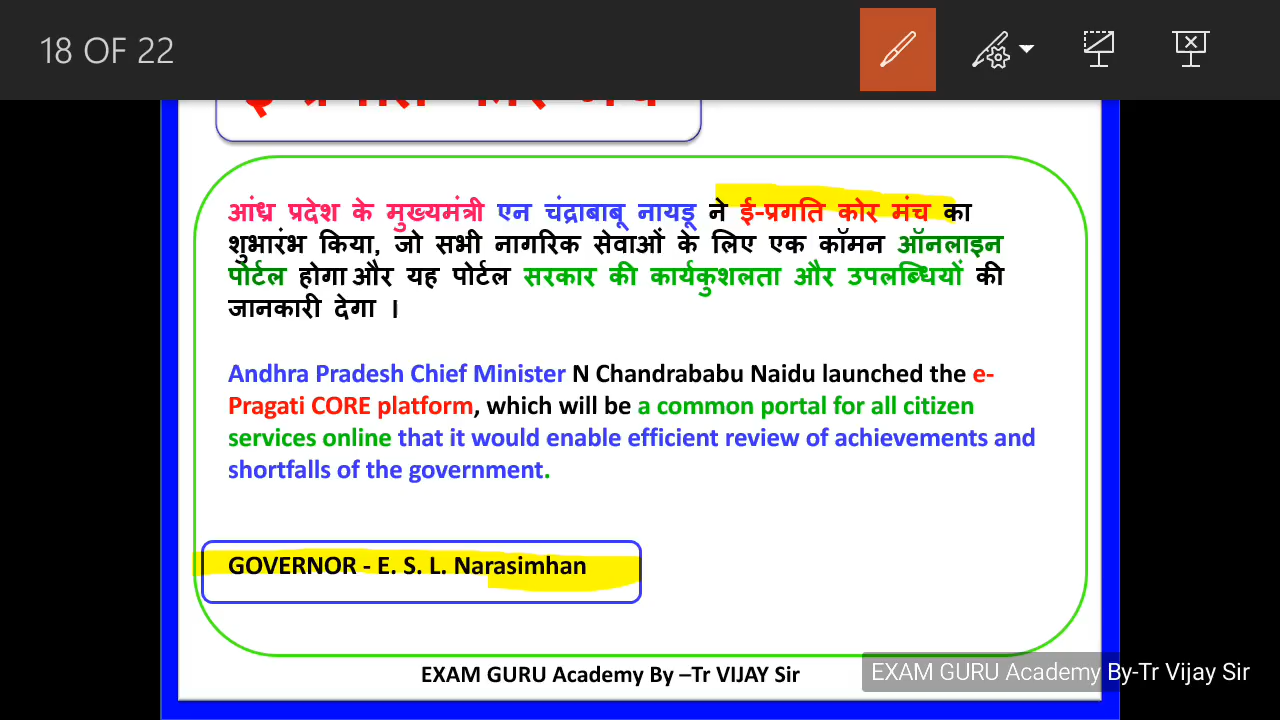 18 OF 22
आंध्र प्रदेश के मुख्यमंत्री एन चंद्राबाबू नायडू ने ई-प्रगति कोर मंच का
शुभारंभ किया, जो सभी नागरिक सेवाओं के लिए एक कॉमन ऑनलाइन
पोर्टल होगा और यह पोर्टल सरकार की कार्यकुशलता और उपलब्धियों की
जानकारी देगा ।
Andhra Pradesh Chief Minister N Chandrababu Naidu launched the e-
Pragati CORE platform, which will be a common portal for all citizen
services online that it would enable efficient review of achievements and
shortfalls of the government.
GOVERNOR - E. S. L. Narasimhan
EXAM GURU Academy By –Tr VIJAY Sir
EXAM GURU Academy By-Tr Vijay Sir